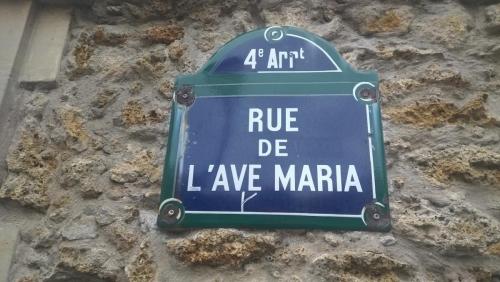 4e Arrt
RUE
DE
L'AVE MARIA